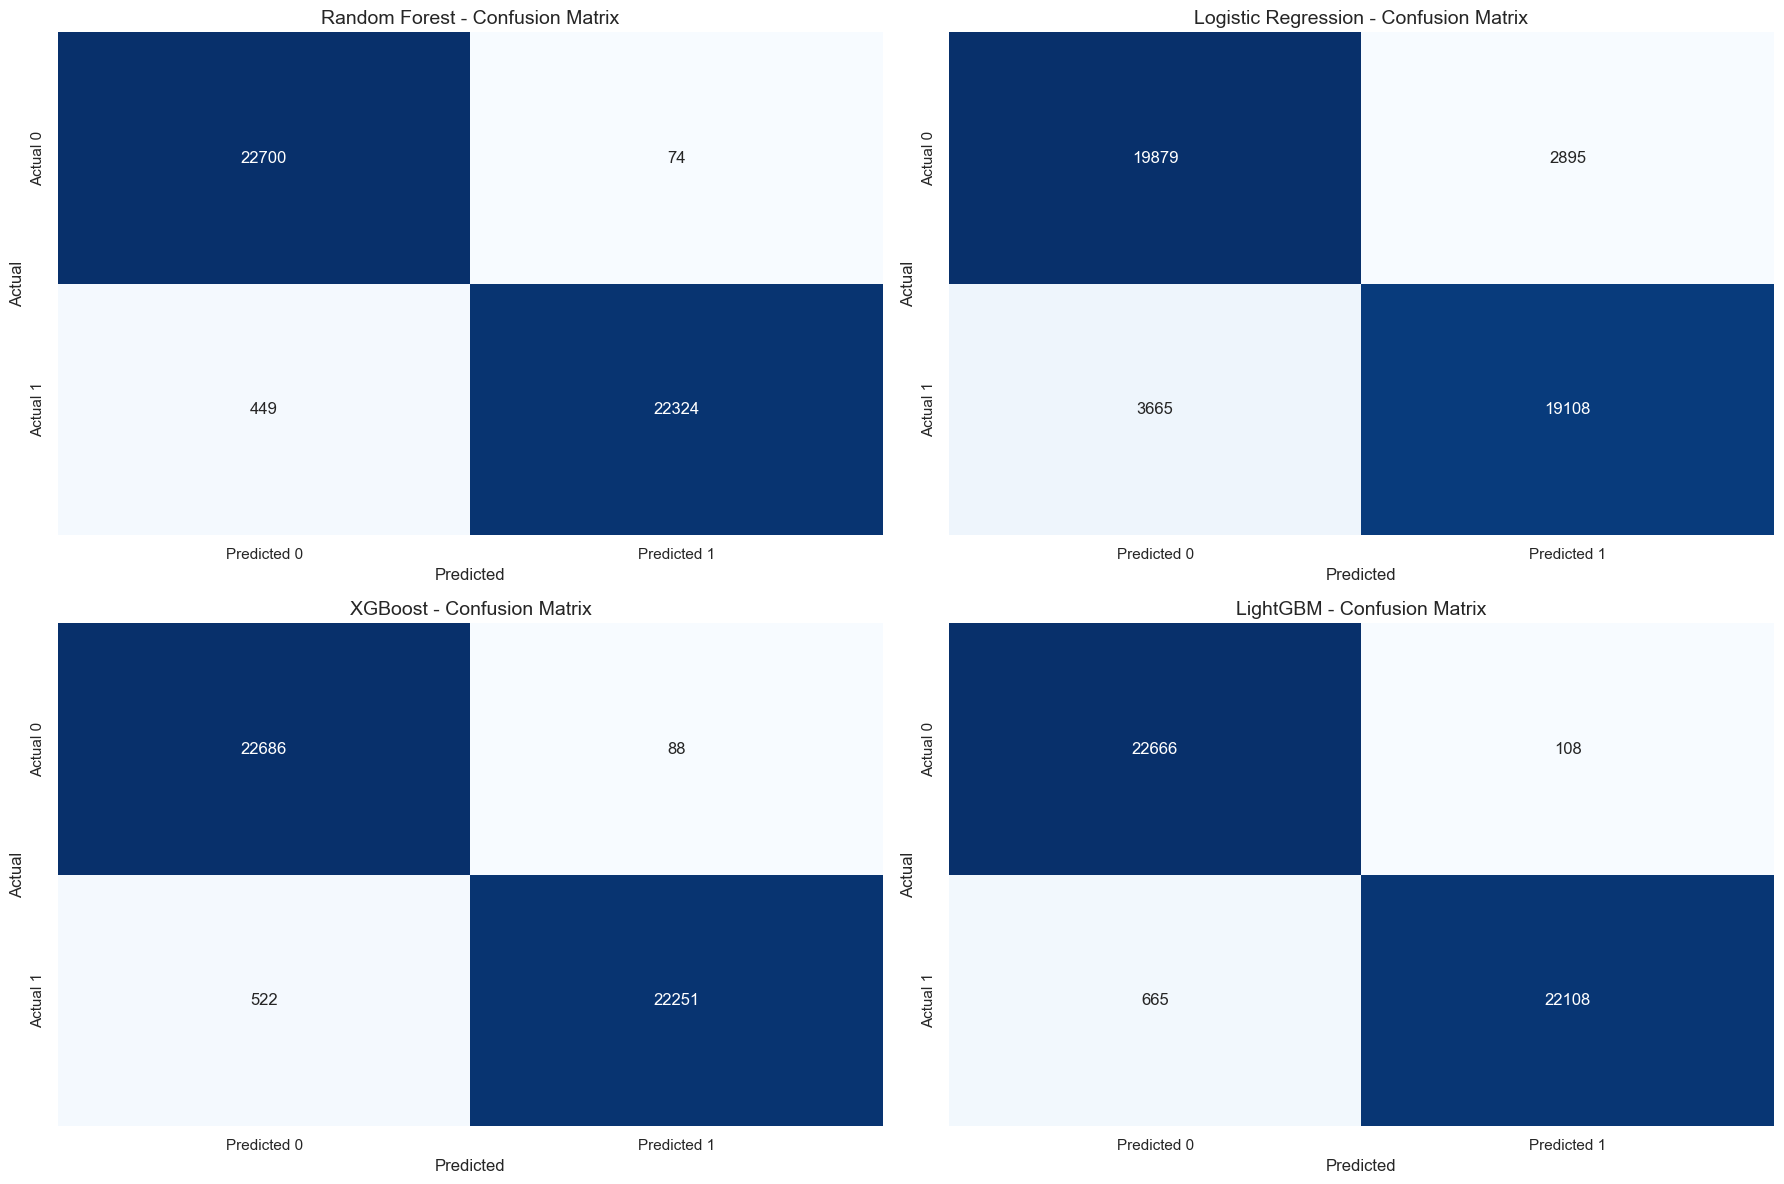 Random Forest - Confusion Matrix
Actual
Actual 0
22700
74
Actual 1
449
22324
Predicted 0
Predicted 1
Predicted
Logistic Regression - Confusion Matrix
Actual
Actual 0
19879
2895
Actual 1
3665
19108
Predicted 0
Predicted 1
Predicted
XGBoost - Confusion Matrix
Actual
Actual 0
22686
88
Actual 1
522
22251
Predicted 0
Predicted 1
Predicted
LightGBM - Confusion Matrix
Actual
Actual 0
22666
108
Actual 1
665
22108
Predicted 0
Predicted 1
Predicted